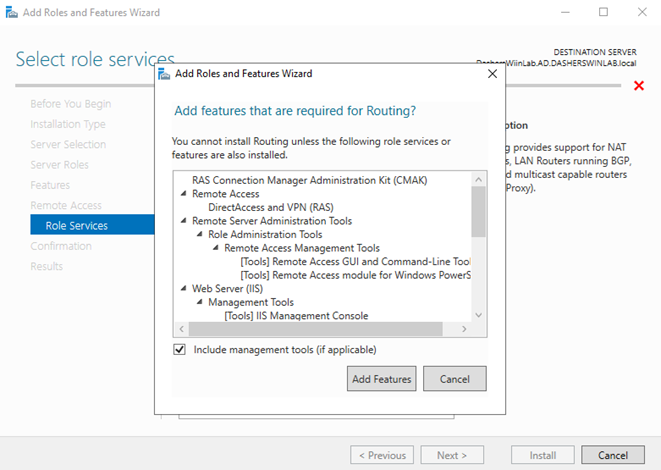 Add Roles and Features Wizard
Select role services
DESTINATION SERVER
DashersWiinLab.AD.DASHERSWINLAB.local
Before You Begin
Installation Type
Server Selection
Server Roles
Features
Remote Access
Role Services
Confirmation
Results
Add Roles and Features Wizard
Add features that are required for Routing?
You cannot install Routing unless the following role services or
features are also installed.
RAS Connection Manager Administration Kit (CMAK)
Remote Access
DirectAccess and VPN (RAS)
Remote Server Administration Tools
Role Administration Tools
Remote Access Management Tools
[Tools] Remote Access GUI and Command-Line Tool
[Tools] Remote Access module for Windows PowerS
Web Server (IIS)
Management Tools
[Tools] IIS Management Console
Include management tools (if applicable)
Add Features
Cancel
ption
g provides support for NAT
s, LAN Routers running BGP,
d multicast capable routers
Proxy).
< Previous
Next >
Install
Cancel